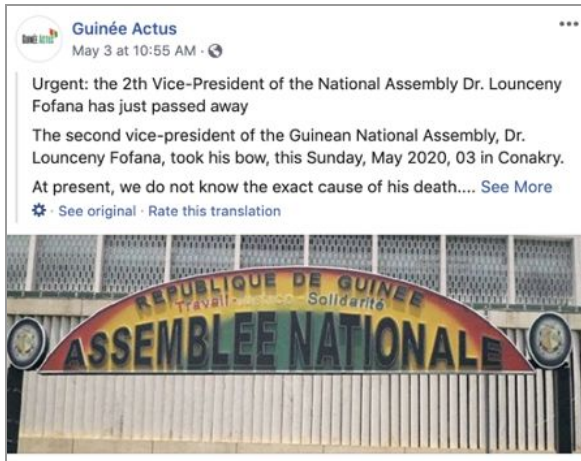 Guinée Actus
Guinée Actus
May 3 at 10:55 AM ·
Urgent: the 2th Vice-President of the National Assembly Dr. Lounceny
Fofana has just passed away
The second vice-president of the Guinean National Assembly, Dr.
Lounceny Fofana, took his bow, this Sunday, May 2020, 03 in Conakry.
At present, we do not know the exact cause of his death.... See More
· See original · Rate this translation
REPUBLIQUE DE GUINEE
Travail-Justice-Solidarité
ASSEMBLEE NATIONALE